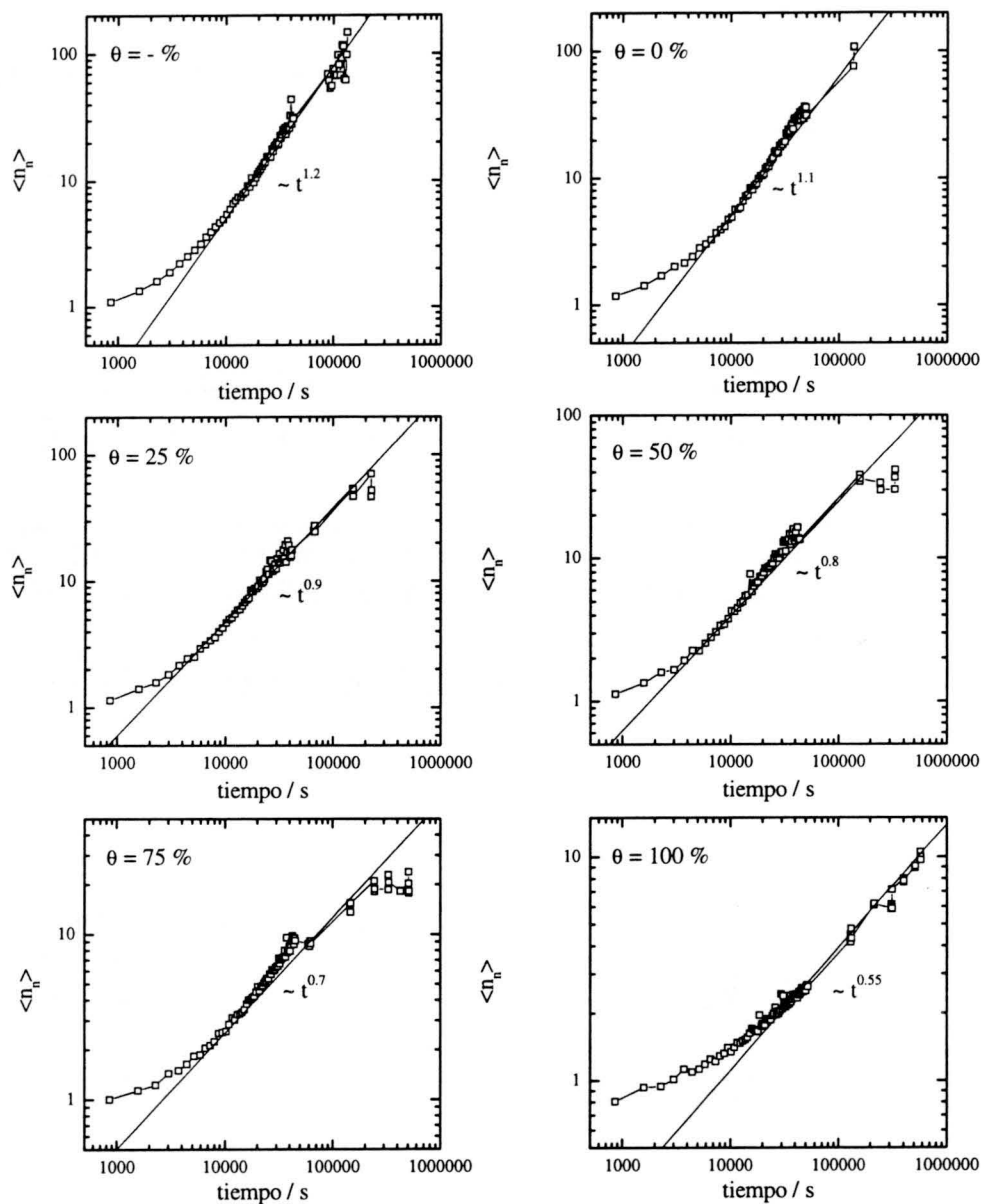 θ = - %
100
10
1
<n_n>
~ t^1.2
1000 10000 100000 1000000
tiempo / s
θ = 0 %
100
10
1
<n_n>
~ t^1.1
1000 10000 100000 1000000
tiempo / s
θ = 25 %
100
10
1
<n_n>
~ t^0.9
1000 10000 100000 1000000
tiempo / s
θ = 50 %
100
10
1
<n_n>
~ t^0.8
1000 10000 100000 1000000
tiempo / s
θ = 75 %
10
1
<n_n>
~ t^0.7
1000 10000 100000 1000000
tiempo / s
θ = 100 %
10
1
<n_n>
~ t^0.55
1000 10000 100000 1000000
tiempo / s